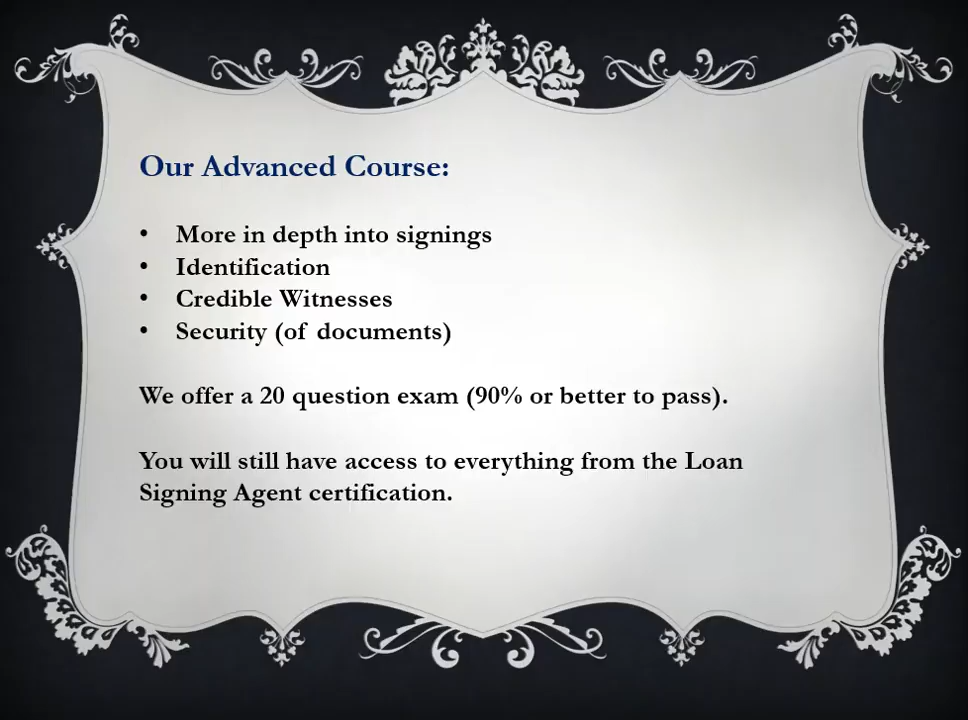 Our Advanced Course:
• More in depth into signings
• Identification
• Credible Witnesses
• Security (of documents)
We offer a 20 question exam (90% or better to pass).
You will still have access to everything from the Loan
Signing Agent certification.